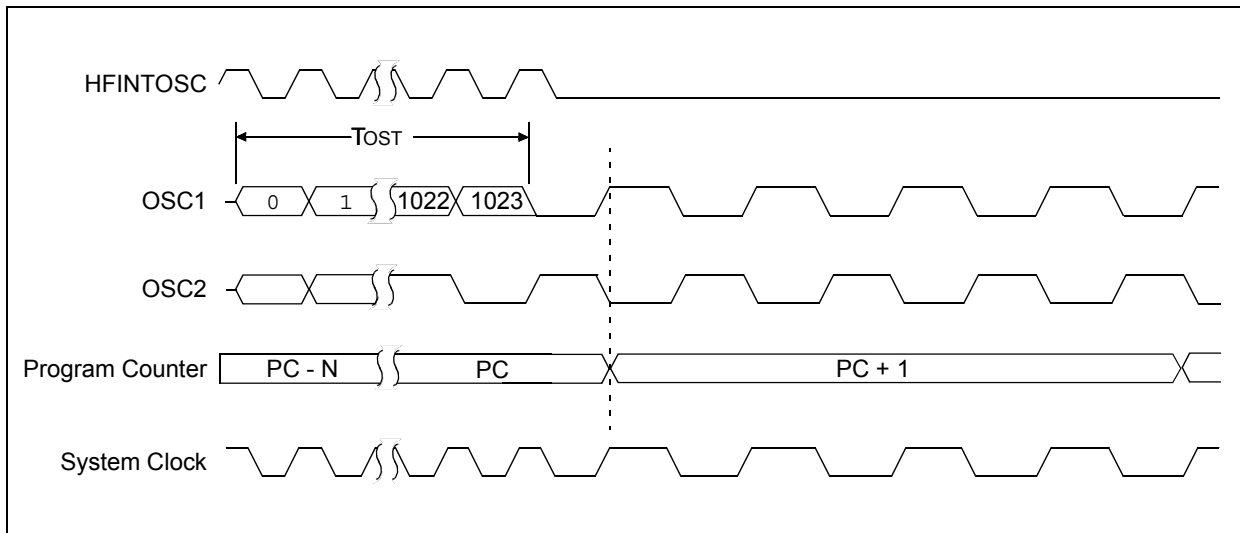 HFINTOSC
TOST
OSC1 0 1 1022 1023
OSC2
Program Counter PC - N PC PC + 1
System Clock